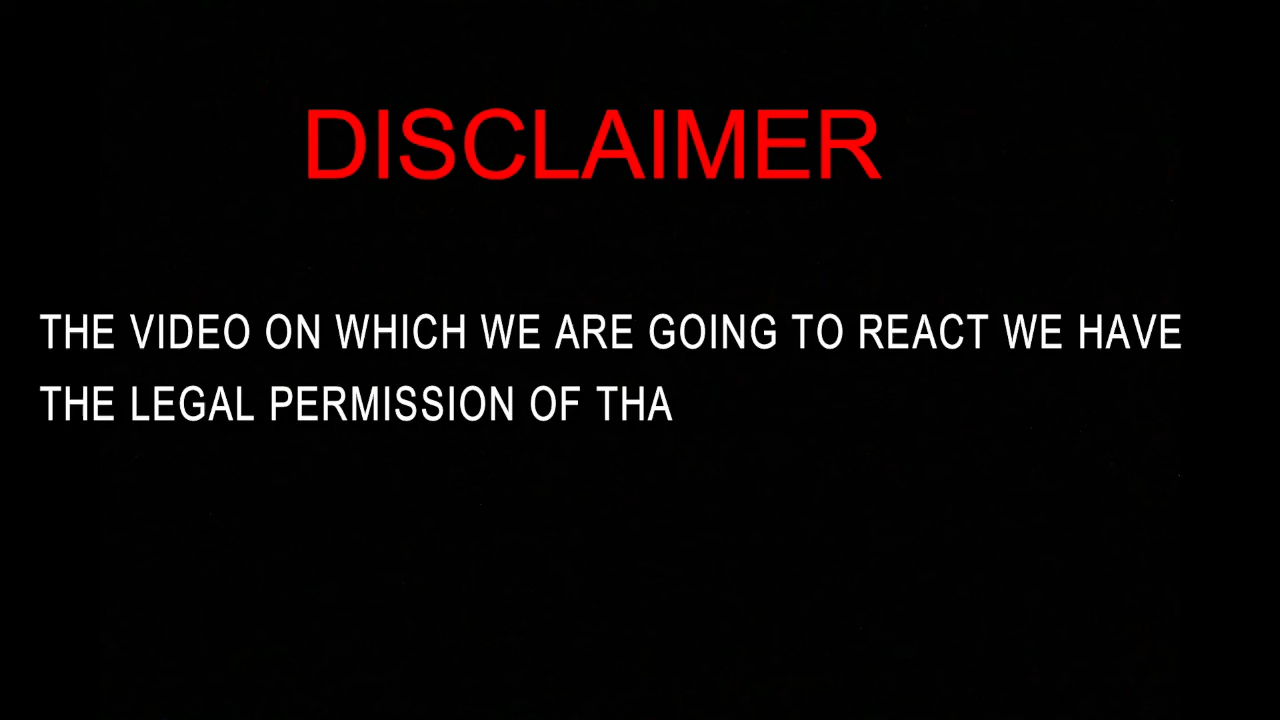 DISCLAIMER
THE VIDEO ON WHICH WE ARE GOING TO REACT WE HAVE
THE LEGAL PERMISSION OF THA